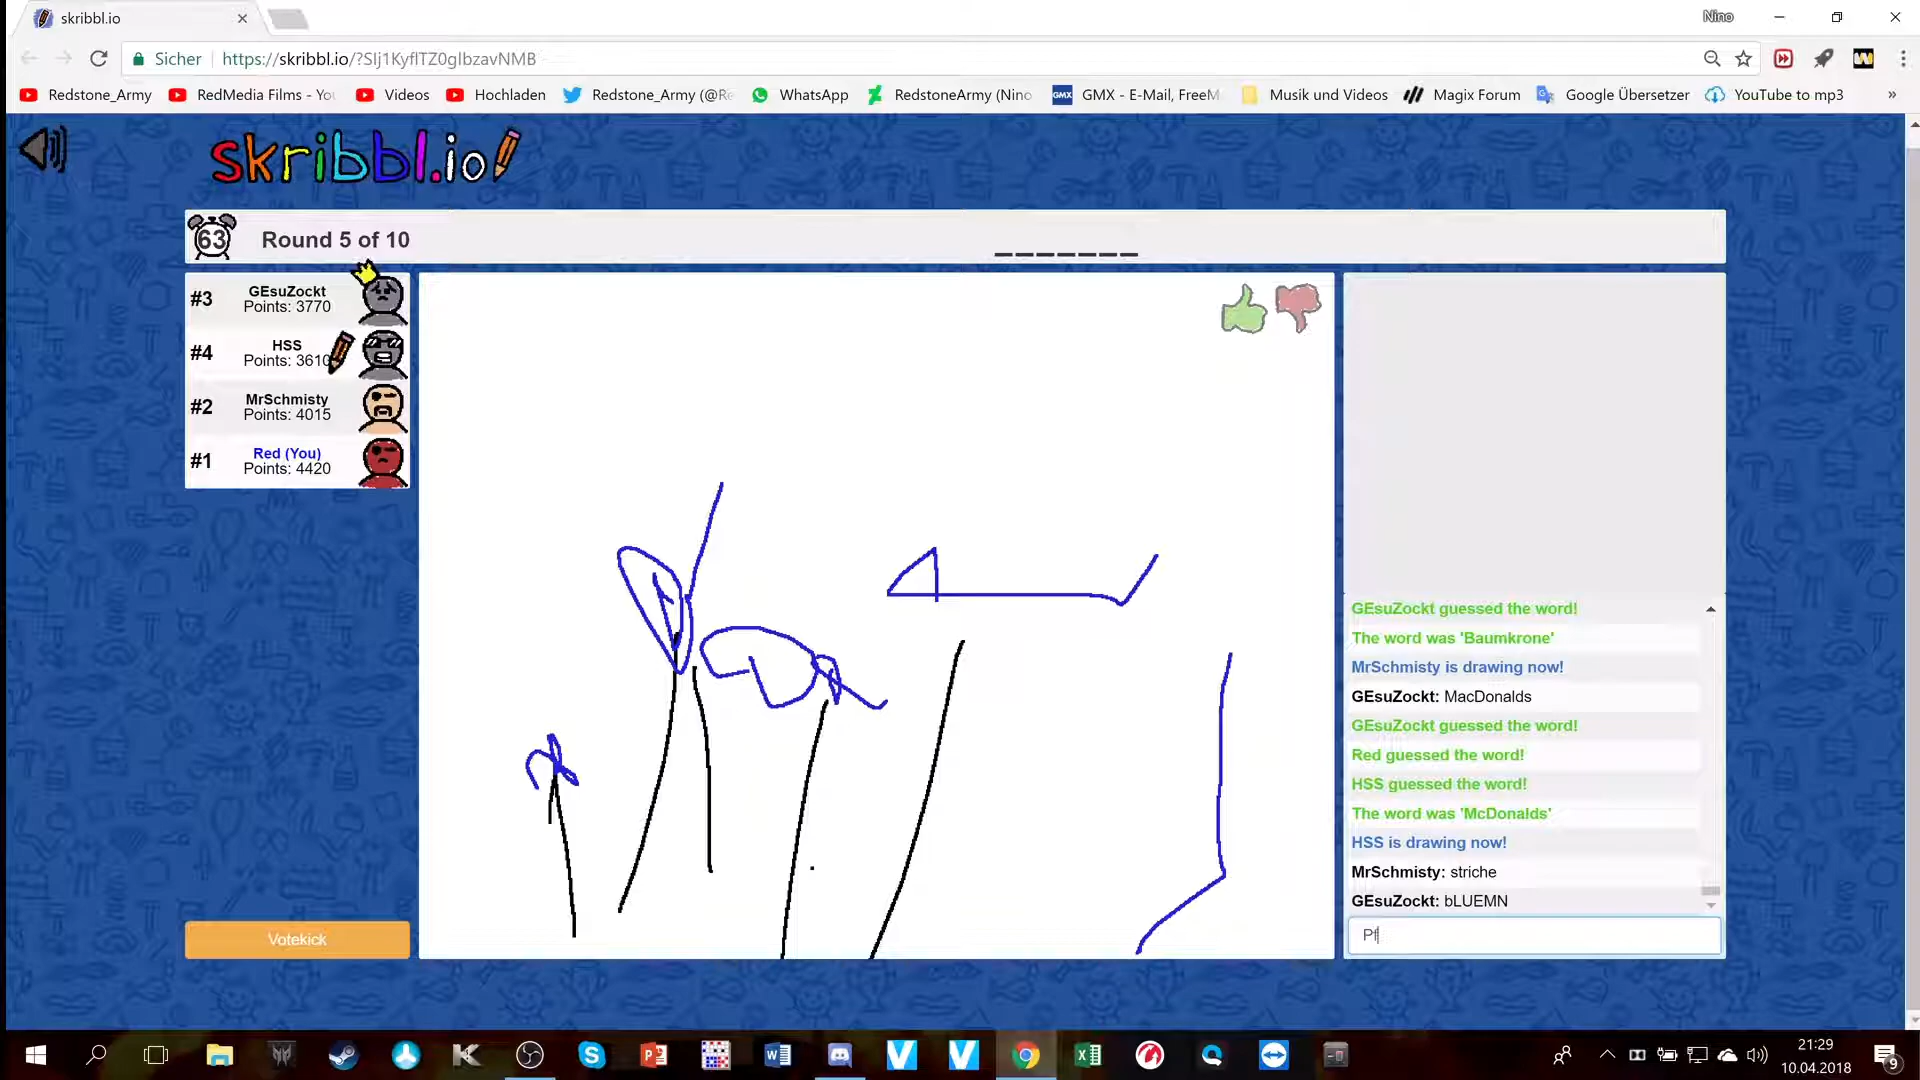 skribbl.io
Nino
Sicher https://skribbl.io/?SIj1KyflTZ0gIbzavNMB
Redstone_Army RedMedia Films - You Videos Hochladen Redstone_Army (@Re WhatsApp RedstoneArmy (Nino GMX - E-Mail, FreeM Musik und Videos Magix Forum Google Übersetzer YouTube to mp3 »
skribbl.io
63 Round 5 of 10 _______
#3 GEsuZockt
Points: 3770
#4 HSS
Points: 3610
#2 MrSchmisty
Points: 4015
#1 Red (You)
Points: 4420
Votekick
GEsuZockt guessed the word!
The word was 'Baumkrone'
MrSchmisty is drawing now!
GEsuZockt: MacDonalds
GEsuZockt guessed the word!
Red guessed the word!
HSS guessed the word!
The word was 'McDonalds'
HSS is drawing now!
MrSchmisty: striche
GEsuZockt: bLUEMN
Pf
21:29
10.04.2018
9